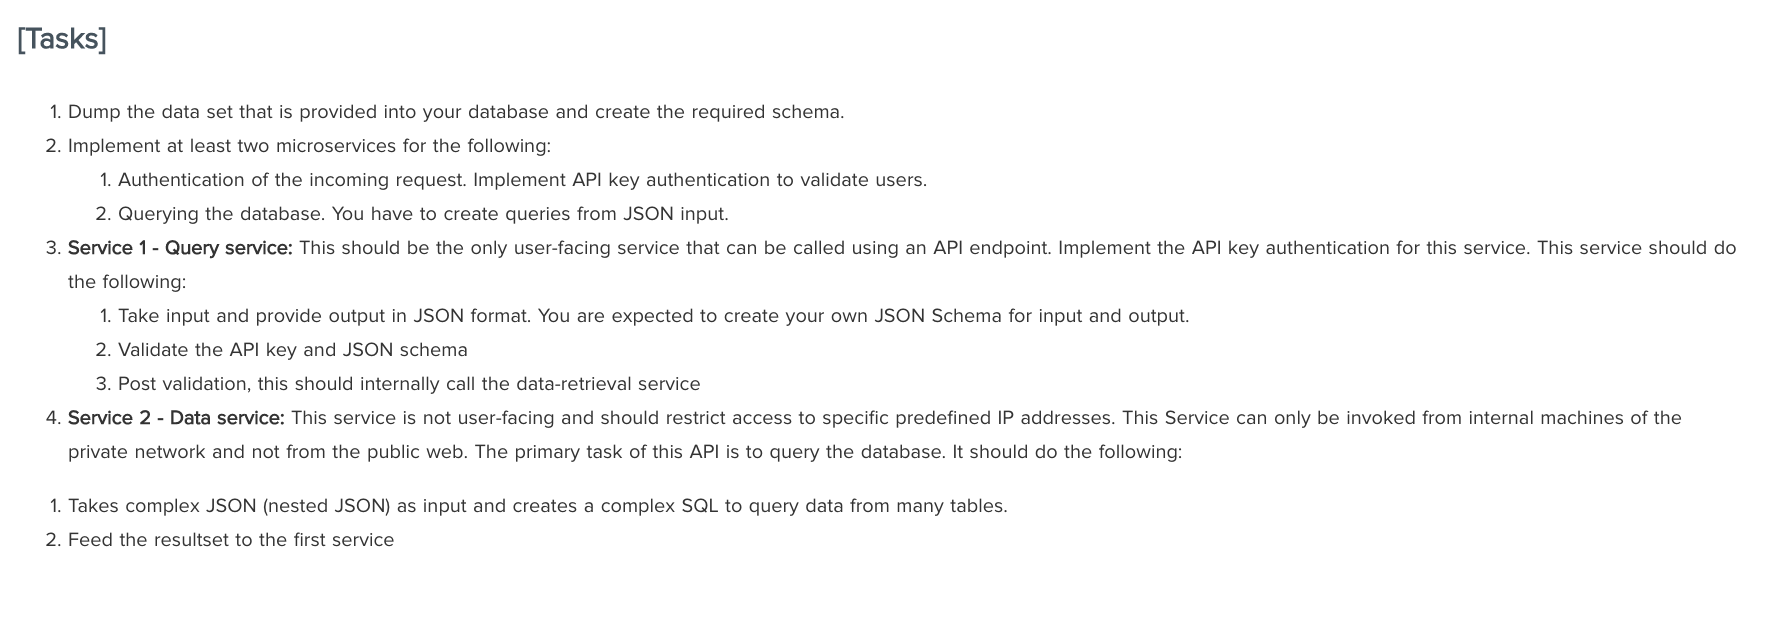 [Tasks]
1. Dump the data set that is provided into your database and create the required schema.
2. Implement at least two microservices for the following:
1. Authentication of the incoming request. Implement API key authentication to validate users.
2. Querying the database. You have to create queries from JSON input.
3. Service 1 - Query service: This should be the only user-facing service that can be called using an API endpoint. Implement the API key authentication for this service. This service should do
the following:
1. Take input and provide output in JSON format. You are expected to create your own JSON Schema for input and output.
2. Validate the API key and JSON schema
3. Post validation, this should internally call the data-retrieval service
4. Service 2 - Data service: This service is not user-facing and should restrict access to specific predefined IP addresses. This Service can only be invoked from internal machines of the
private network and not from the public web. The primary task of this API is to query the database. It should do the following:
1. Takes complex JSON (nested JSON) as input and creates a complex SQL to query data from many tables.
2. Feed the resultset to the first service